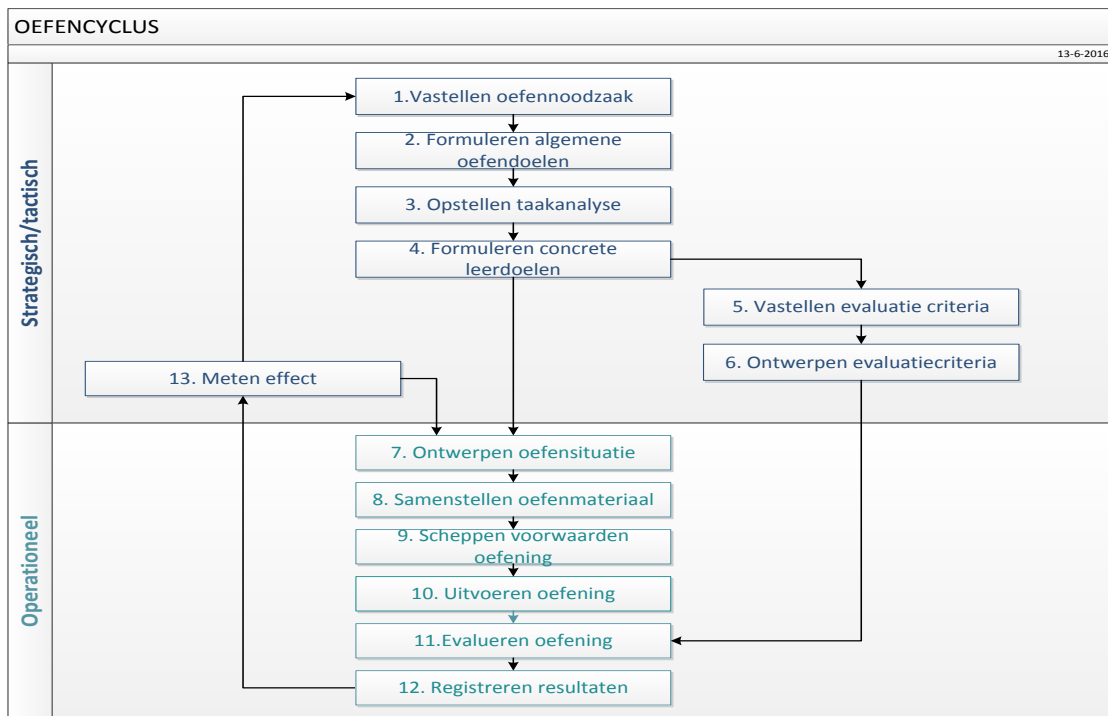 OEFENCYCLUS
13-6-2016
Strategisch/tactisch
1.Vastellen oefennoodzaak
2. Formuleren algemene
oefendoelen
3. Opstellen taakanalyse
4. Formuleren concrete
leerdoelen
5. Vastellen evaluatie criteria
6. Ontwerpen evaluatiecriteria
13. Meten effect
Operationeel
7. Ontwerpen oefensituatie
8. Samenstellen oefenmateriaal
9. Scheppen voorwaarden
oefening
10. Uitvoeren oefening
11.Evalueren oefening
12. Registreren resultaten